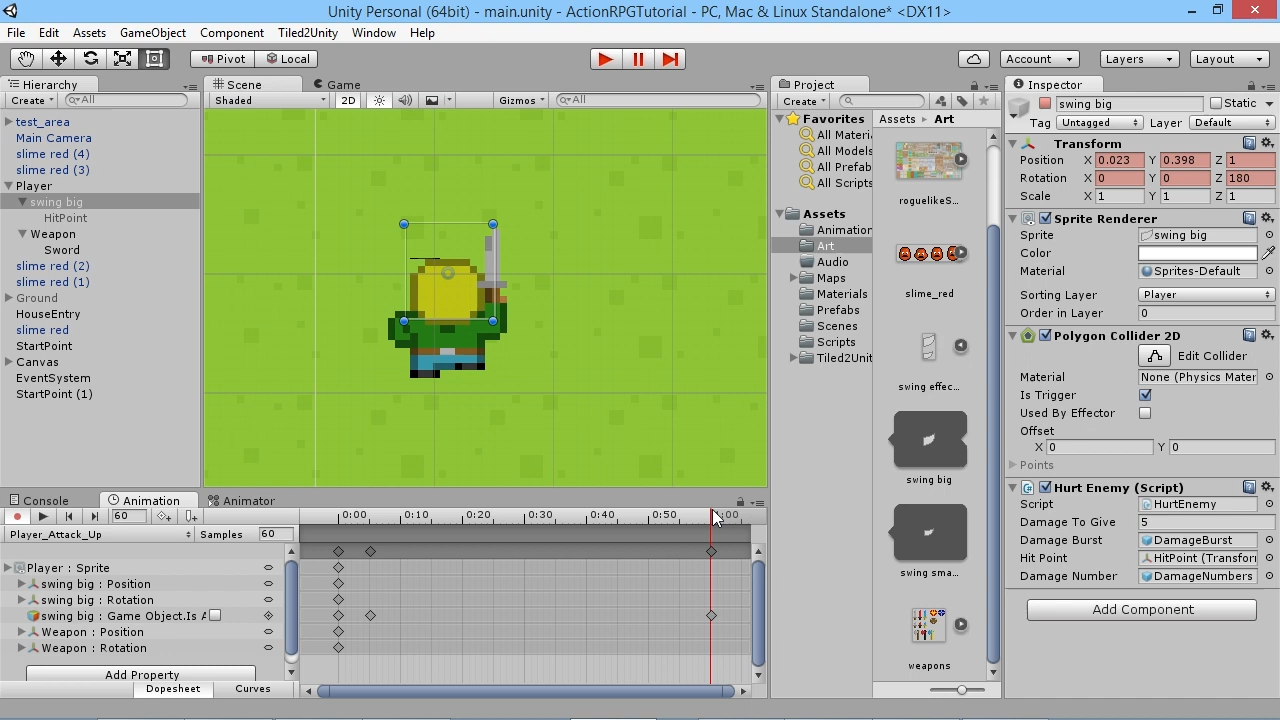 Unity Personal (64bit) - main.unity - ActionRPGTutorial - PC, Mac & Linux Standalone* <DX11>
File Edit Assets GameObject Component Tiled2Unity Window Help
Pivot Local Account Layers Layout
Hierarchy
Create All
test_area
Main Camera
slime red (4)
slime red (3)
Player
swing big
HitPoint
Weapon
Sword
slime red (2)
slime red (1)
Ground
HouseEntry
slime red
StartPoint
Canvas
EventSystem
StartPoint (1)
Scene Game
Shaded 2D Gizmos All
Project
Create
Favorites
All Materi
All Models
All Prefab
All Scripts
Assets
Animation
Art
Audio
Maps
Materials
Prefabs
Scenes
Scripts
Tiled2Unit
Assets Art
roguelikeS...
slime_red
swing effec...
swing big
swing sma...
weapons
Inspector
swing big Static
Tag Untagged Layer Default
Transform
Position X 0.023 Y 0.398 Z 1
Rotation X 0 Y 0 Z 180
Scale X 1 Y 1 Z 1
Sprite Renderer
Sprite swing big
Color
Material Sprites-Default
Sorting Layer Player
Order in Layer 0
Polygon Collider 2D
Edit Collider
Material None (Physics Mater
Is Trigger
Used By Effector
Offset
X 0 Y 0
Points
Hurt Enemy (Script)
Script HurtEnemy
Damage To Give 5
Damage Burst DamageBurst
Hit Point HitPoint (Transfor
Damage Number DamageNumbers
Add Component
Console Animation Animator
60 0:00 0:10 0:20 0:30 0:40 0:50 :00
Player_Attack_Up Samples 60
Player : Sprite
swing big : Position
swing big : Rotation
swing big : Game Object.Is A
Weapon : Position
Weapon : Rotation
Add Property
Dopesheet Curves